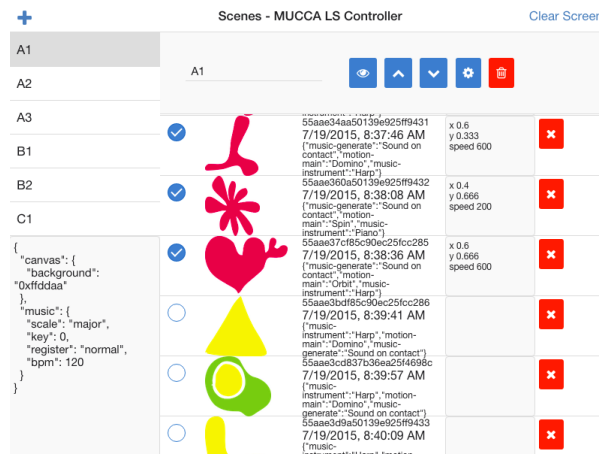 Scenes - MUCCA LS Controller
Clear Screen
A1
A2
A3
B1
B2
C1
{
"canvas": {
"background":
"0xffddaa"
},
"music": {
"scale": "major",
"key": 0,
"register": "normal",
"bpm": 120
}
}
A1
instrument":"Harp"}
55aae34aa50139e925ff9431
7/19/2015, 8:37:46 AM
{"music-generate":"Sound on
contact","motion-
main":"Domino","music-
instrument":"Harp"}
x 0.6
y 0.333
speed 600
55aae360a50139e925ff9432
7/19/2015, 8:38:08 AM
{"music-generate":"Sound on
contact","motion-
main":"Spin","music-
instrument":"Piano"}
x 0.4
y 0.666
speed 200
55aae37cf85c90ec25fcc285
7/19/2015, 8:38:36 AM
{"music-generate":"Sound on
contact","motion-
main":"Orbit","music-
instrument":"Harp"}
x 0.6
y 0.666
speed 600
55aae3bdf85c90ec25fcc286
7/19/2015, 8:39:41 AM
{"music-
instrument":"Harp","motion-
main":"Domino","music-
generate":"Sound on contact"}
55aae3cd837b36ea25f4698c
7/19/2015, 8:39:57 AM
{"music-
instrument":"Harp","motion-
main":"Domino","music-
generate":"Sound on contact"}
55aae3d9a50139e925ff9433
7/19/2015, 8:40:09 AM
{"music-
instrument":"Harp","motion-